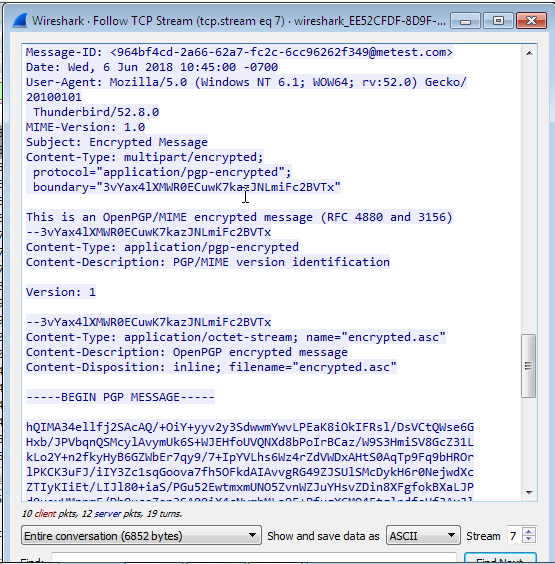 Wireshark · Follow TCP Stream (tcp.stream eq 7) · wireshark_EE52CFDF-8D9F-...
Message-ID: <964bf4cd-2a66-62a7-fc2c-6cc96262f349@metest.com>
Date: Wed, 6 Jun 2018 10:45:00 -0700
User-Agent: Mozilla/5.0 (Windows NT 6.1; WOW64; rv:52.0) Gecko/
20100101
Thunderbird/52.8.0
MIME-Version: 1.0
Subject: Encrypted Message
Content-Type: multipart/encrypted;
protocol="application/pgp-encrypted";
boundary="3vYax4lXMWR0ECuwK7kazJNLmiFc2BVTx"
This is an OpenPGP/MIME encrypted message (RFC 4880 and 3156)
--3vYax4lXMWR0ECuwK7kazJNLmiFc2BVTx
Content-Type: application/pgp-encrypted
Content-Description: PGP/MIME version identification
Version: 1
--3vYax4lXMWR0ECuwK7kazJNLmiFc2BVTx
Content-Type: application/octet-stream; name="encrypted.asc"
Content-Description: OpenPGP encrypted message
Content-Disposition: inline; filename="encrypted.asc"
-----BEGIN PGP MESSAGE-----
hQIMA34ellfj2SAcAQ/+OiY+yyv2y3SdwwmYwvLPEaK8iOkIFRsl/DsVCtQWse6G
Hxb/JPVbqnQSMcylAvymUk6S+WJEHfoUVQNXd8bPoIrBCaz/W9S3HmiSV8GcZ31L
kLo2Y+n2fkyHyB6GZWbEr7qy9/7+IpYVLhs6Wz4rZdVWDxAHtS0AqTp9Fq9bHROr
lPKCK3uFJ/iIY3Zc1sqGoova7fh5OFkdAIAvvgRG49ZJSUlSMcDykH6r0NejwdXc
ZTIyKIiEt/LIJl80+iaS/PGu52EwtmxmUNO5ZvnWZJuYHsvZDin8XFgfokBXaLJP
10 client pkts, 12 server pkts, 19 turns.
Entire conversation (6852 bytes)
Show and save data as
ASCII
Stream
7
Find:
Find Next